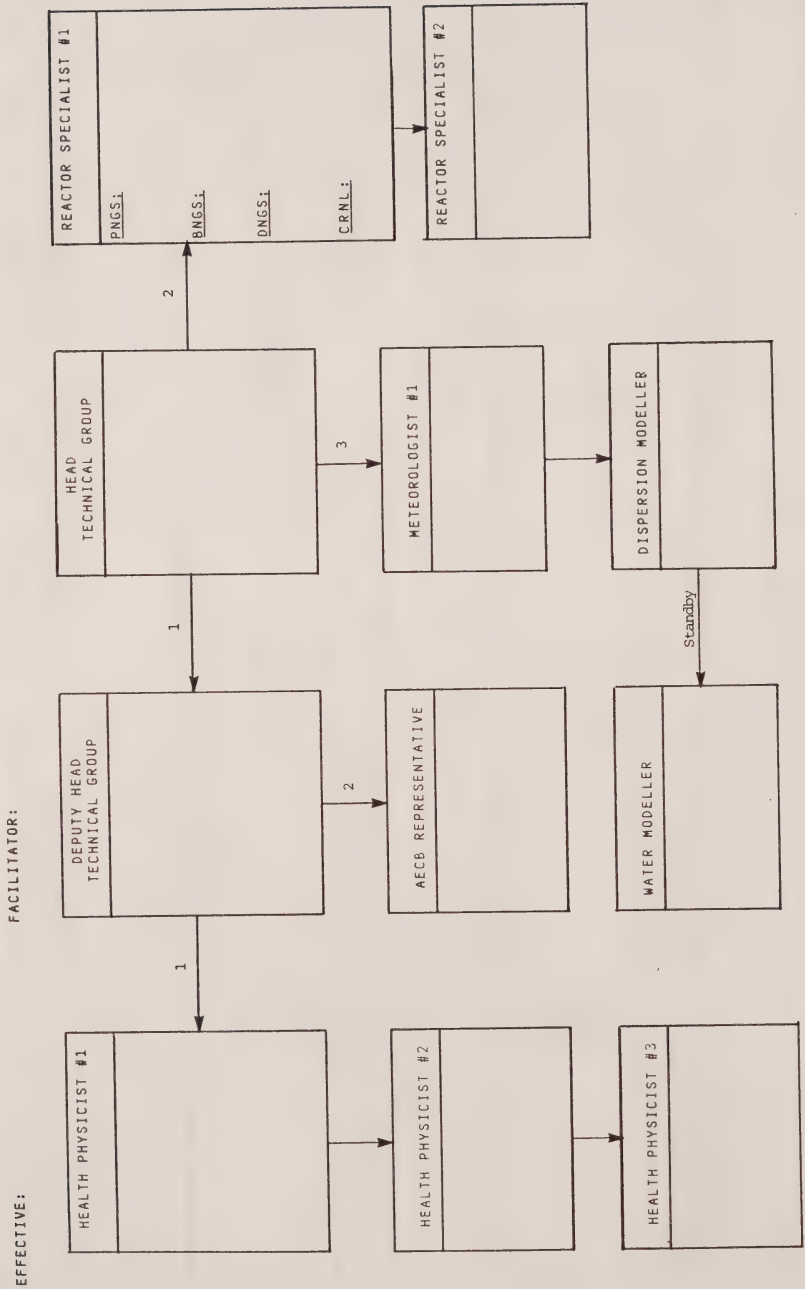 EFFECTIVE:
FACILITATOR:
HEALTH PHYSICIST #1
DEPUTY HEAD
TECHNICAL GROUP
HEAD
TECHNICAL GROUP
REACTOR SPECIALIST #1
PNGS:
BNGS:
DNGS:
CRNL:
1
1
2
HEALTH PHYSICIST #2
2
AECB REPRESENTATIVE
3
METEOROLOGIST #1
REACTOR SPECIALIST #2
HEALTH PHYSICIST #3
WATER MODELLER
Standby
DISPERSION MODELLER